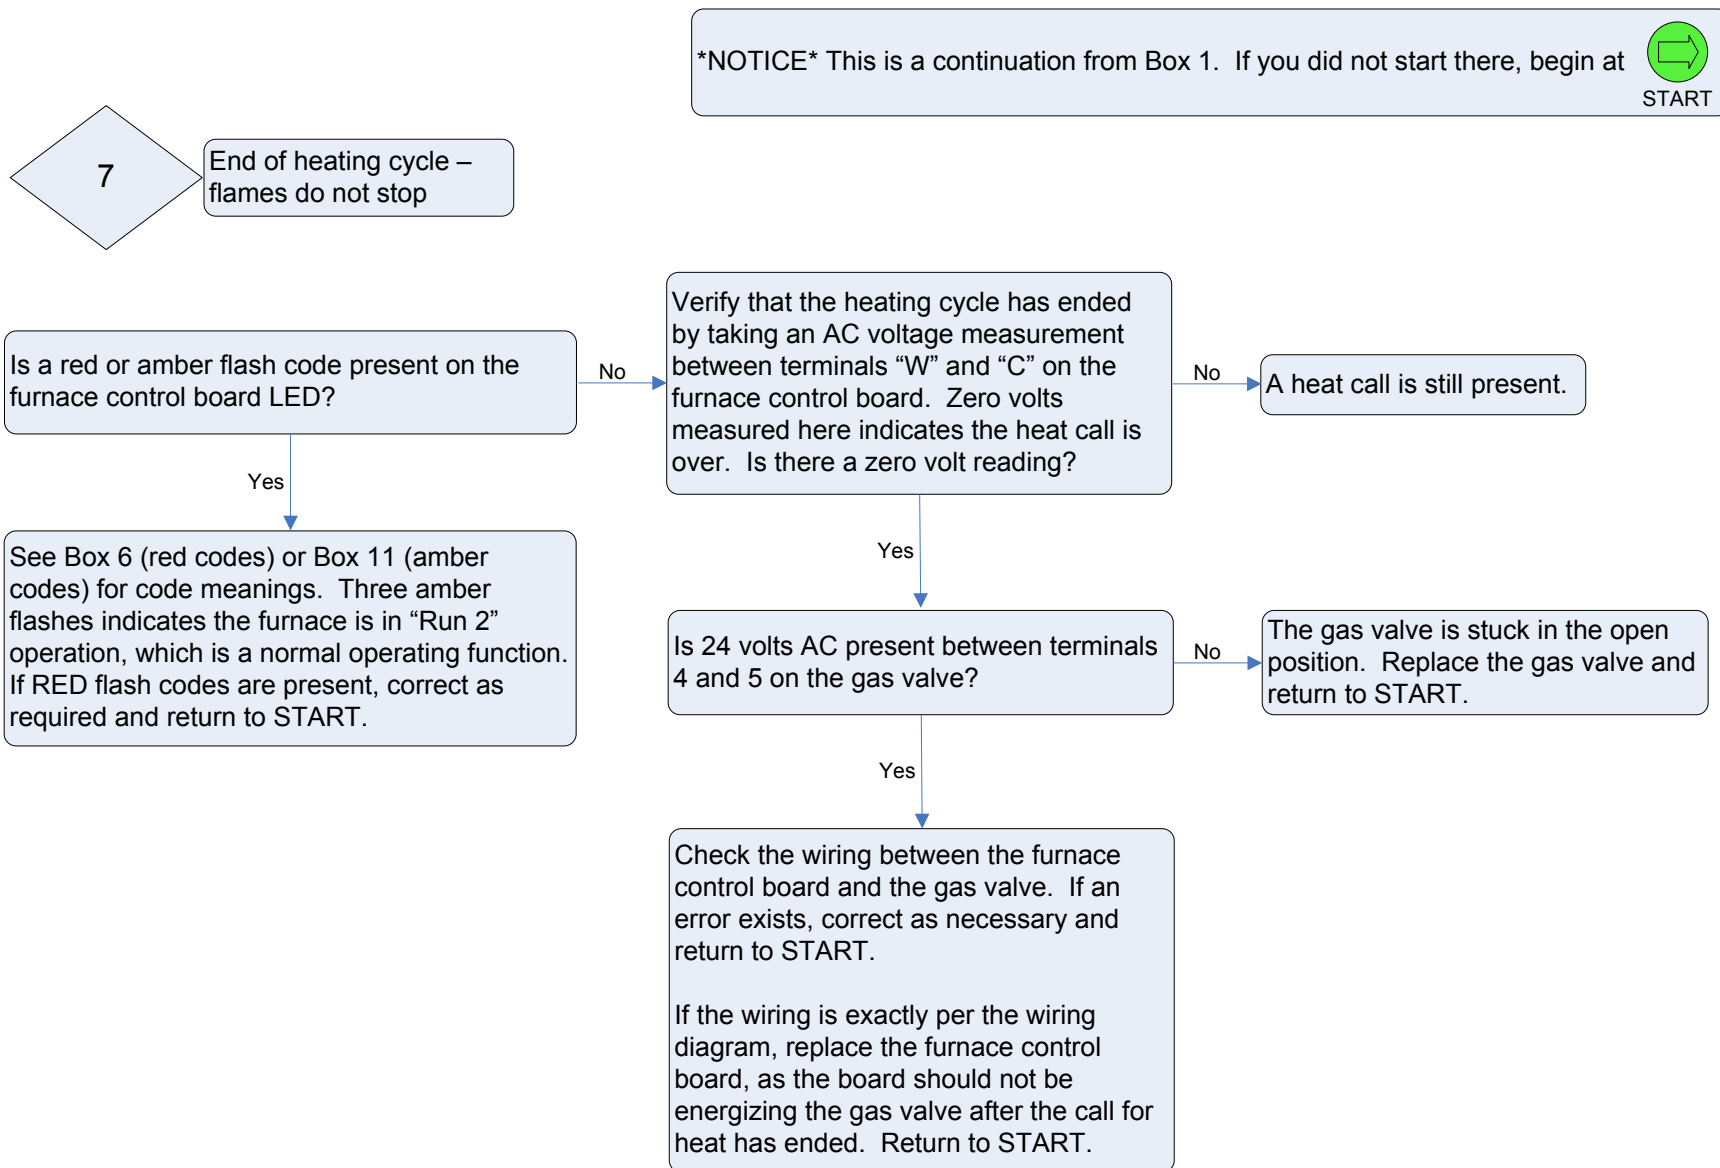 *NOTICE* This is a continuation from Box 1.  If you did not start there, begin at
START
7
End of heating cycle –
flames do not stop
Is a red or amber flash code present on the
furnace control board LED?
No
Verify that the heating cycle has ended
by taking an AC voltage measurement
between terminals “W” and “C” on the
furnace control board.  Zero volts
measured here indicates the heat call is
over.  Is there a zero volt reading?
No
A heat call is still present.
Yes
See Box 6 (red codes) or Box 11 (amber
codes) for code meanings.  Three amber
flashes indicates the furnace is in “Run 2”
operation, which is a normal operating function.
If RED flash codes are present, correct as
required and return to START.
Yes
Is 24 volts AC present between terminals
4 and 5 on the gas valve?
No
The gas valve is stuck in the open
position.  Replace the gas valve and
return to START.
Yes
Check the wiring between the furnace
control board and the gas valve.  If an
error exists, correct as necessary and
return to START.
If the wiring is exactly per the wiring
diagram, replace the furnace control
board, as the board should not be
energizing the gas valve after the call for
heat has ended.  Return to START.